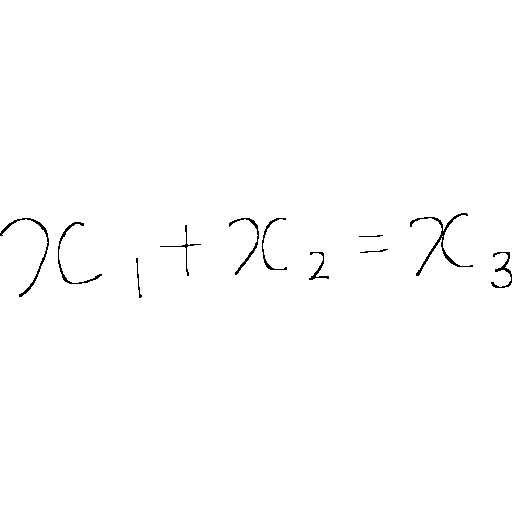 x₁ + x₂ = x₃